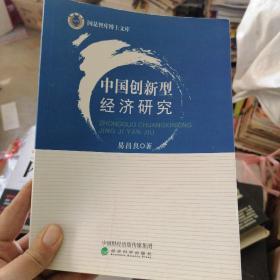 国是智库博士文库
中国创新型
经济研究
ZHONGGUO CHUANGXINXING
JING JI YAN JIU
易昌良 著
中国财经出版传媒集团
经济科学出版社